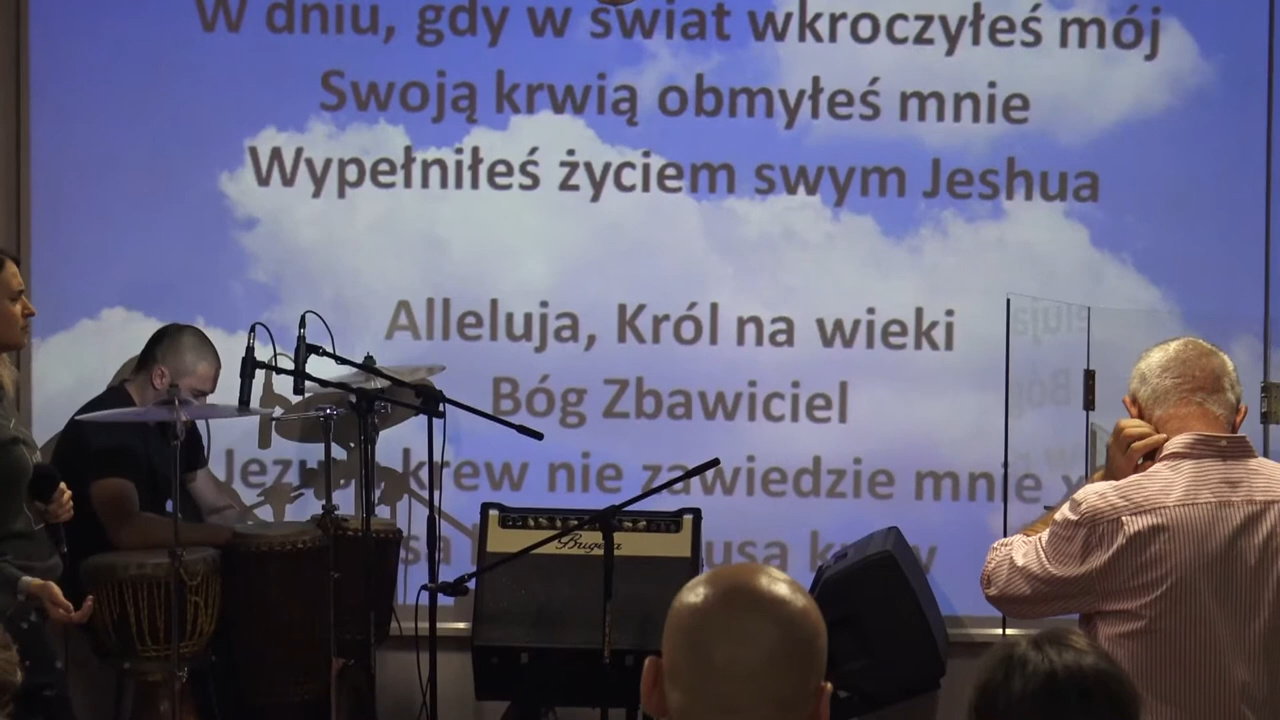 W dniu, gdy w świat wkroczyłeś mój
Swoją krwią obmyłeś mnie
Wypełniłeś życiem swym Jeshua
Alleluja, Król na wieki
Bóg Zbawiciel
krew nie zawiedzie mnie x
Bugera